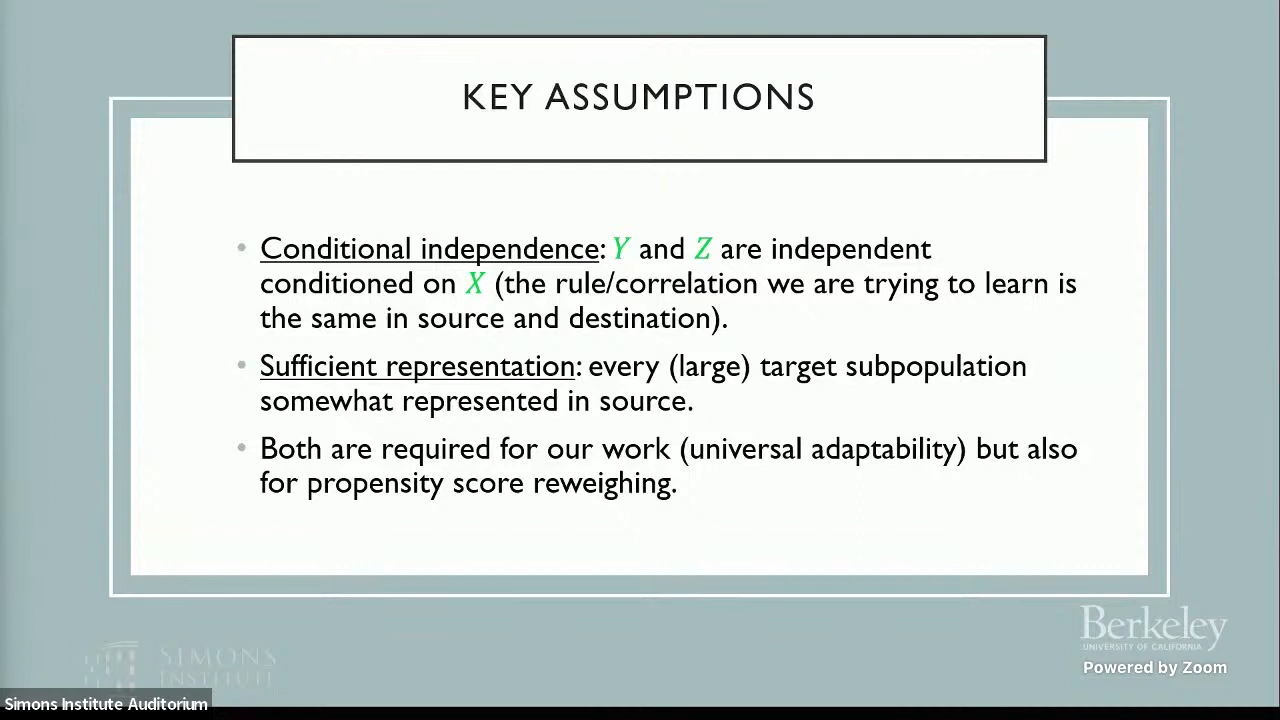 KEY ASSUMPTIONS
• Conditional independence: Y and Z are independent
conditioned on X (the rule/correlation we are trying to learn is
the same in source and destination).
• Sufficient representation: every (large) target subpopulation
somewhat represented in source.
• Both are required for our work (universal adaptability) but also
for propensity score reweighing.
Berkeley
UNIVERSITY OF CALIFORNIA
Powered by Zoom
SIMONS
INSTITUTE
Simons Institute Auditorium